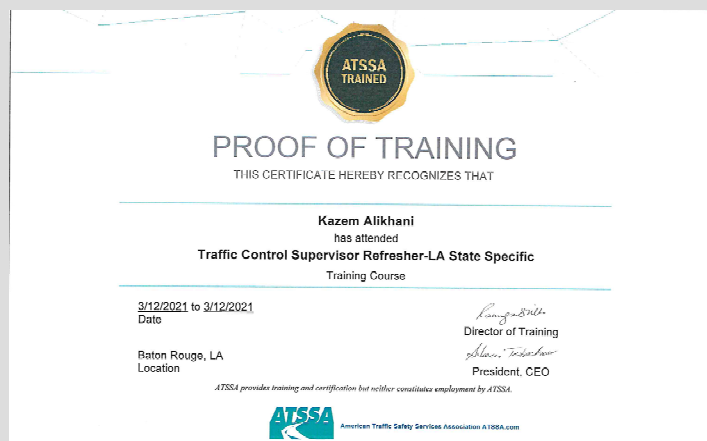 ATSSA
TRAINED
PROOF OF TRAINING
THIS CERTIFICATE HEREBY RECOGNIZES THAT
Kazem Alikhani
has attended
Traffic Control Supervisor Refresher-LA State Specific
Training Course
3/12/2021 to 3/12/2021
Date
Director of Training
Baton Rouge, LA
Location
President, CEO
ATSSA provides training and certification but neither constitutes employment by ATSSA.
ATSSA
American Traffic Safety Services Association ATSSA.com